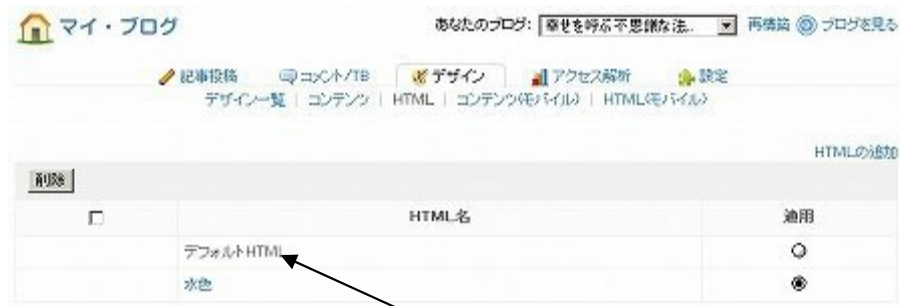 マイ・ブログ
あなたのブログ: 幸せを呼ぶ不思議な法.. 再構築 ブログを見る
記事投稿 コメント/TB デザイン アクセス解析 設定
デザイン一覧 | コンテンツ | HTML | コンテンツ(モバイル) | HTML(モバイル)
HTMLの追加
削除
HTML名 適用
デフォルトHTML
水色